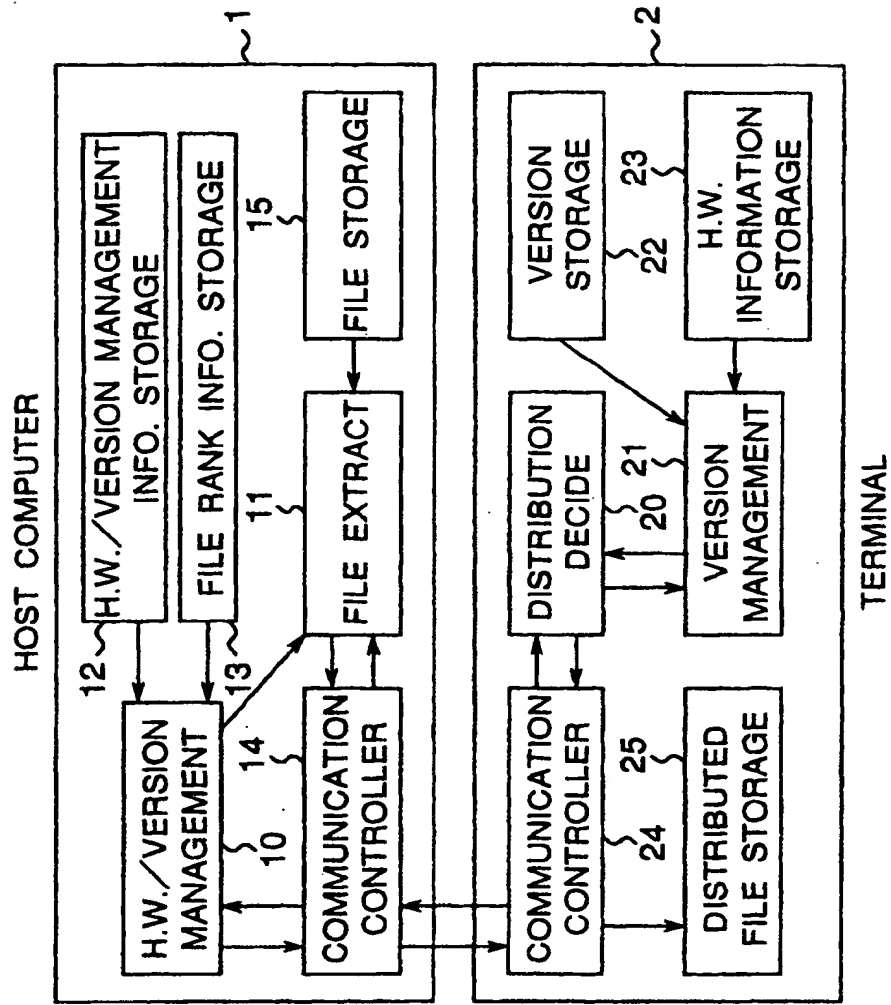 HOST COMPUTER
1
12
H.W./VERSION MANAGEMENT
INFO. STORAGE
13
FILE RANK INFO. STORAGE
H.W./VERSION
MANAGEMENT
10
14
COMMUNICATION
CONTROLLER
11
FILE EXTRACT
15
FILE STORAGE
2
COMMUNICATION
CONTROLLER
24
DISTRIBUTION
DECIDE
20
VERSION
STORAGE
22
25
DISTRIBUTED
FILE STORAGE
21
VERSION
MANAGEMENT
23
H.W.
INFORMATION
STORAGE
TERMINAL